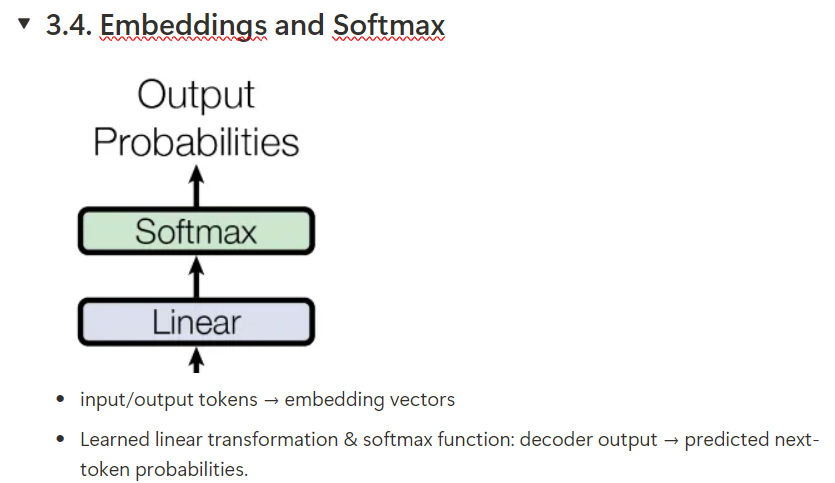 3.4. Embeddings and Softmax
Output
Probabilities
Softmax
Linear
• input/output tokens → embedding vectors
• Learned linear transformation & softmax function: decoder output → predicted next-
token probabilities.